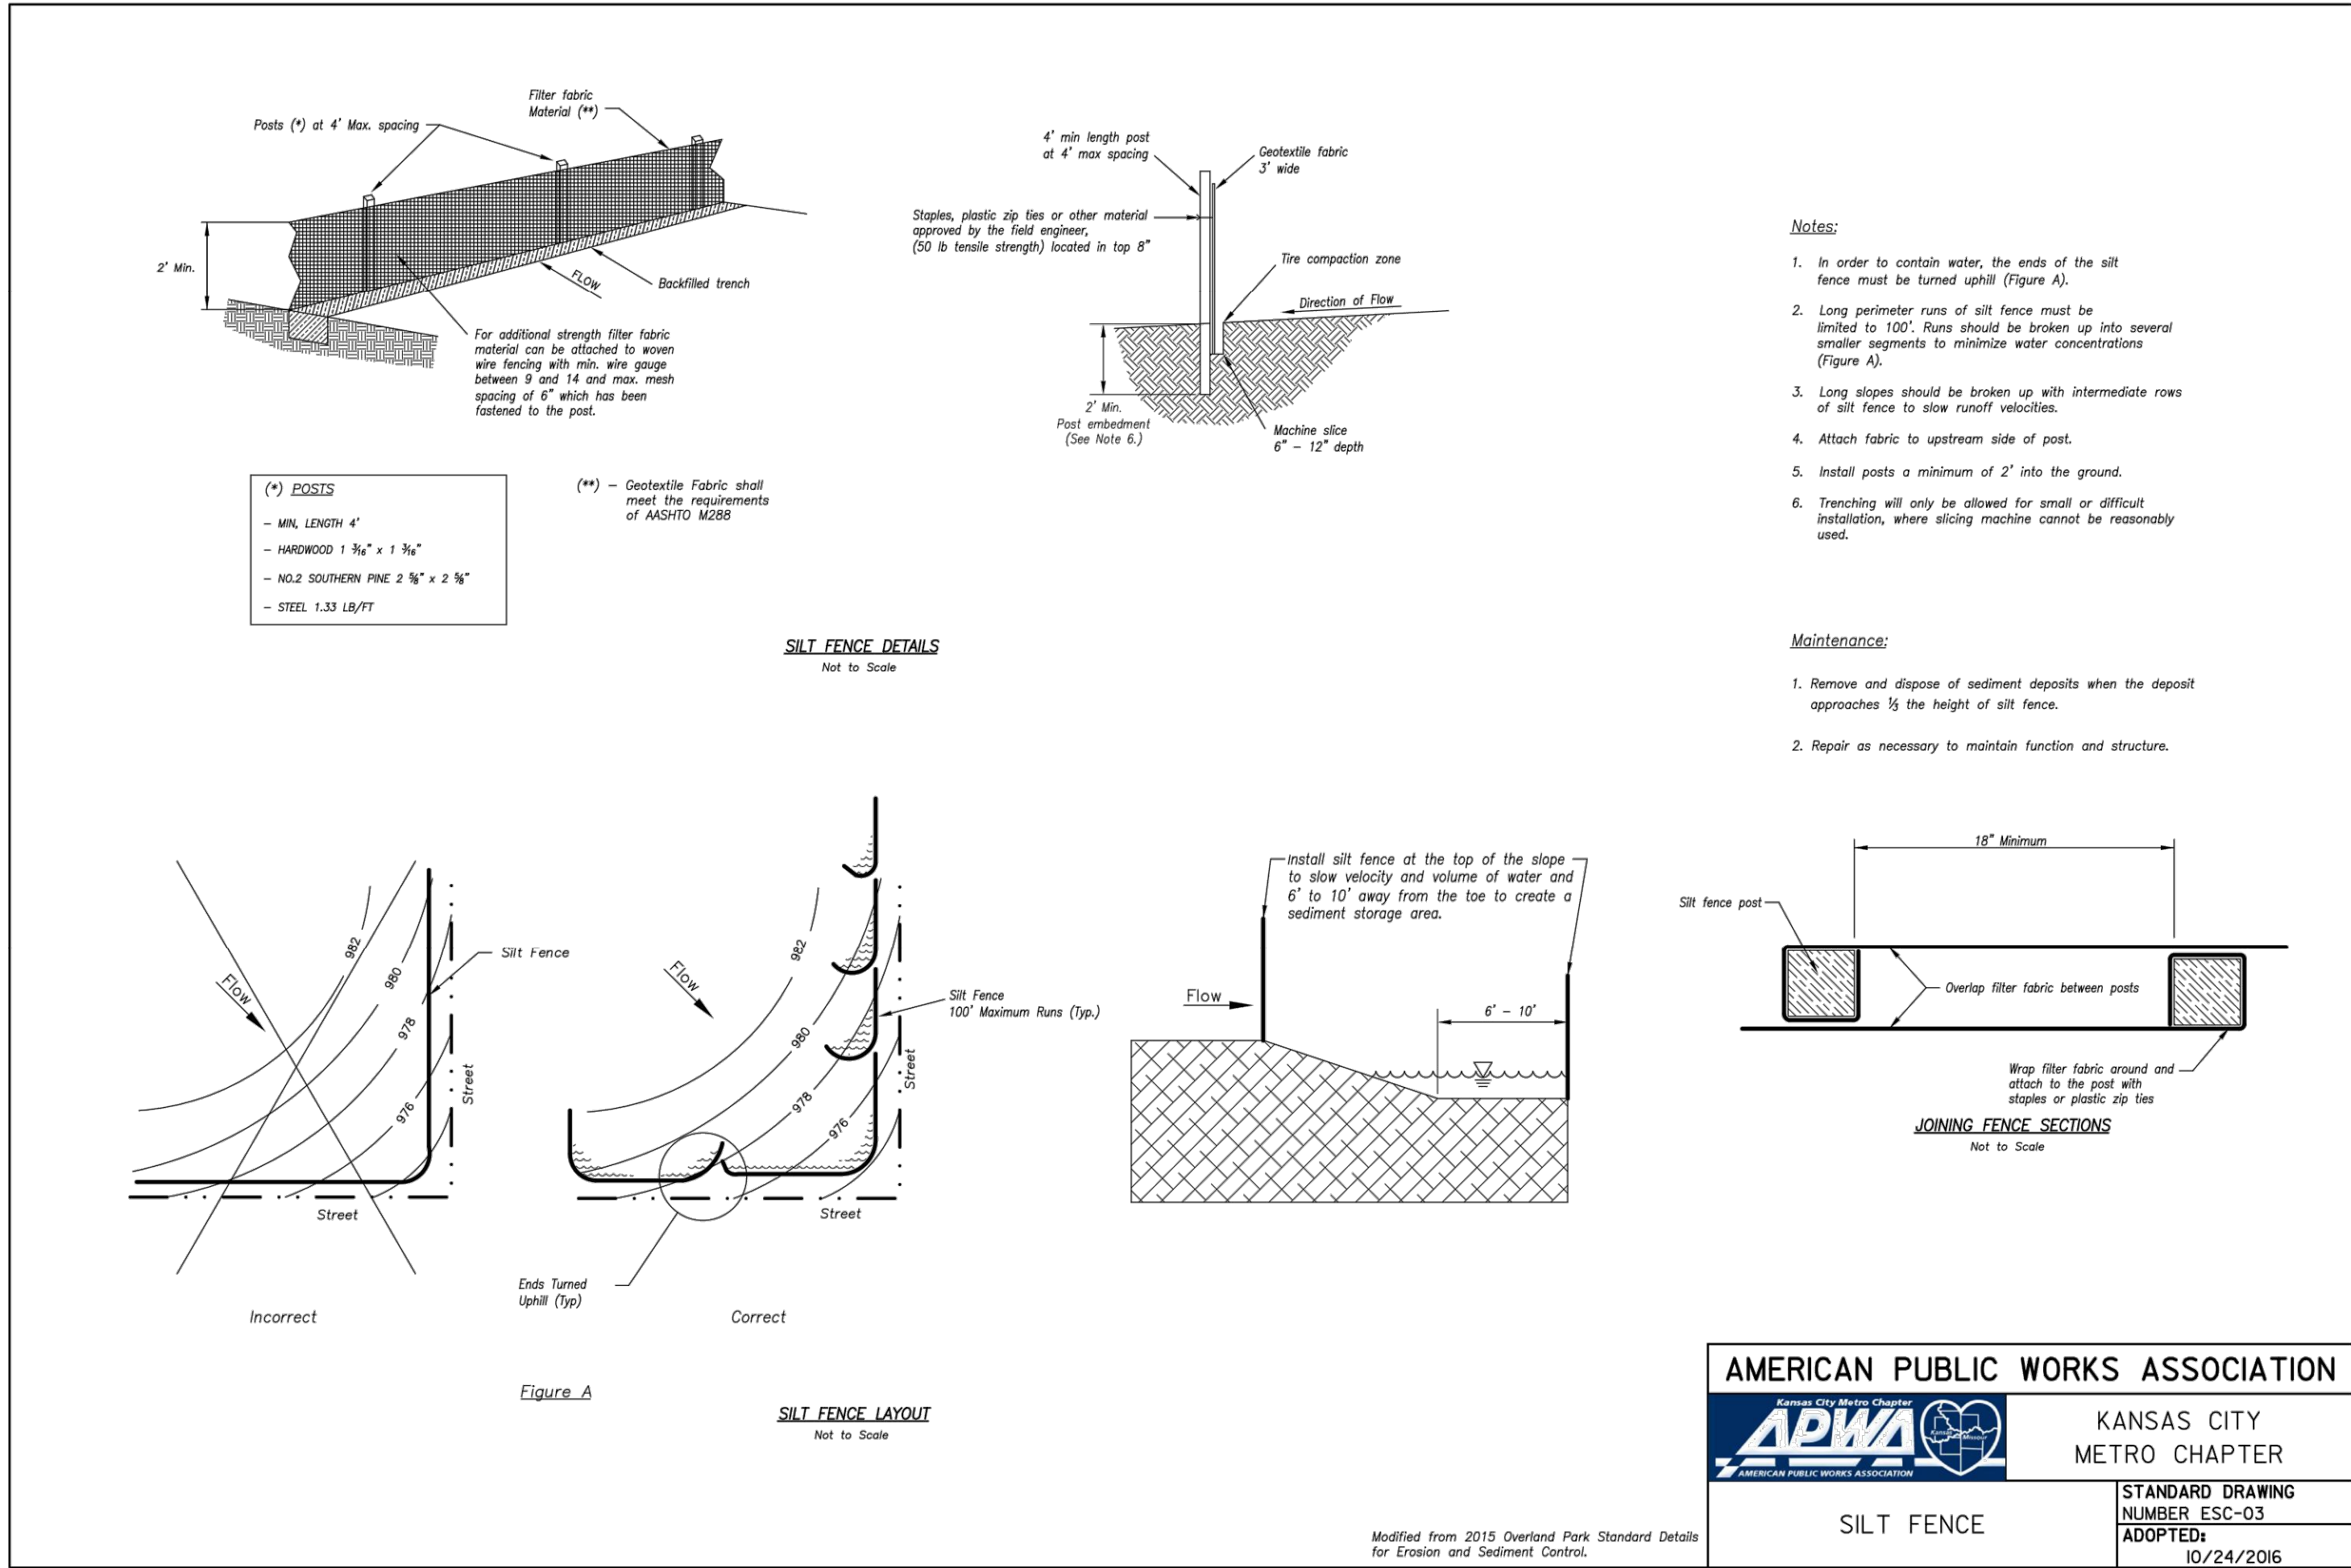 Filter fabric
Material (**)
Posts (*) at 4' Max. spacing
2' Min.
FLOW
Backfilled trench
For additional strength filter fabric
material can be attached to woven
wire fencing with min. wire gauge
between 9 and 14 and max. mesh
spacing of 6" which has been
fastened to the post.
(*) POSTS
– MIN, LENGTH 4'
– HARDWOOD 1 3/16" x 1 3/16"
– NO.2 SOUTHERN PINE 2 5/8" x 2 5/8"
– STEEL 1.33 LB/FT
(**) – Geotextile Fabric shall
meet the requirements
of AASHTO M288
4' min length post
at 4' max spacing
Geotextile fabric
3' wide
Staples, plastic zip ties or other material
approved by the field engineer,
(50 lb tensile strength) located in top 8"
Tire compaction zone
Direction of Flow
2' Min.
Post embedment
(See Note 6.)
Machine slice
6" – 12" depth
SILT FENCE DETAILS
Not to Scale
Notes:
1. In order to contain water, the ends of the silt
fence must be turned uphill (Figure A).
2. Long perimeter runs of silt fence must be
limited to 100'. Runs should be broken up into several
smaller segments to minimize water concentrations
(Figure A).
3. Long slopes should be broken up with intermediate rows
of silt fence to slow runoff velocities.
4. Attach fabric to upstream side of post.
5. Install posts a minimum of 2' into the ground.
6. Trenching will only be allowed for small or difficult
installation, where slicing machine cannot be reasonably
used.
Maintenance:
1. Remove and dispose of sediment deposits when the deposit
approaches 1/3 the height of silt fence.
2. Repair as necessary to maintain function and structure.
982
980
978
976
Flow
Silt Fence
Street
Street
Incorrect
982
980
978
976
Flow
Silt Fence
100' Maximum Runs (Typ.)
Street
Street
Ends Turned
Uphill (Typ)
Correct
Figure A
SILT FENCE LAYOUT
Not to Scale
Install silt fence at the top of the slope
to slow velocity and volume of water and
6' to 10' away from the toe to create a
sediment storage area.
Flow
6' – 10'
18" Minimum
Silt fence post
Overlap filter fabric between posts
Wrap filter fabric around and
attach to the post with
staples or plastic zip ties
JOINING FENCE SECTIONS
Not to Scale
Modified from 2015 Overland Park Standard Details
for Erosion and Sediment Control.
AMERICAN PUBLIC WORKS ASSOCIATION
Kansas City Metro Chapter
APWA
Kansas
Missouri
AMERICAN PUBLIC WORKS ASSOCIATION
KANSAS CITY
METRO CHAPTER
SILT FENCE
STANDARD DRAWING
NUMBER ESC-03
ADOPTED:
10/24/2016